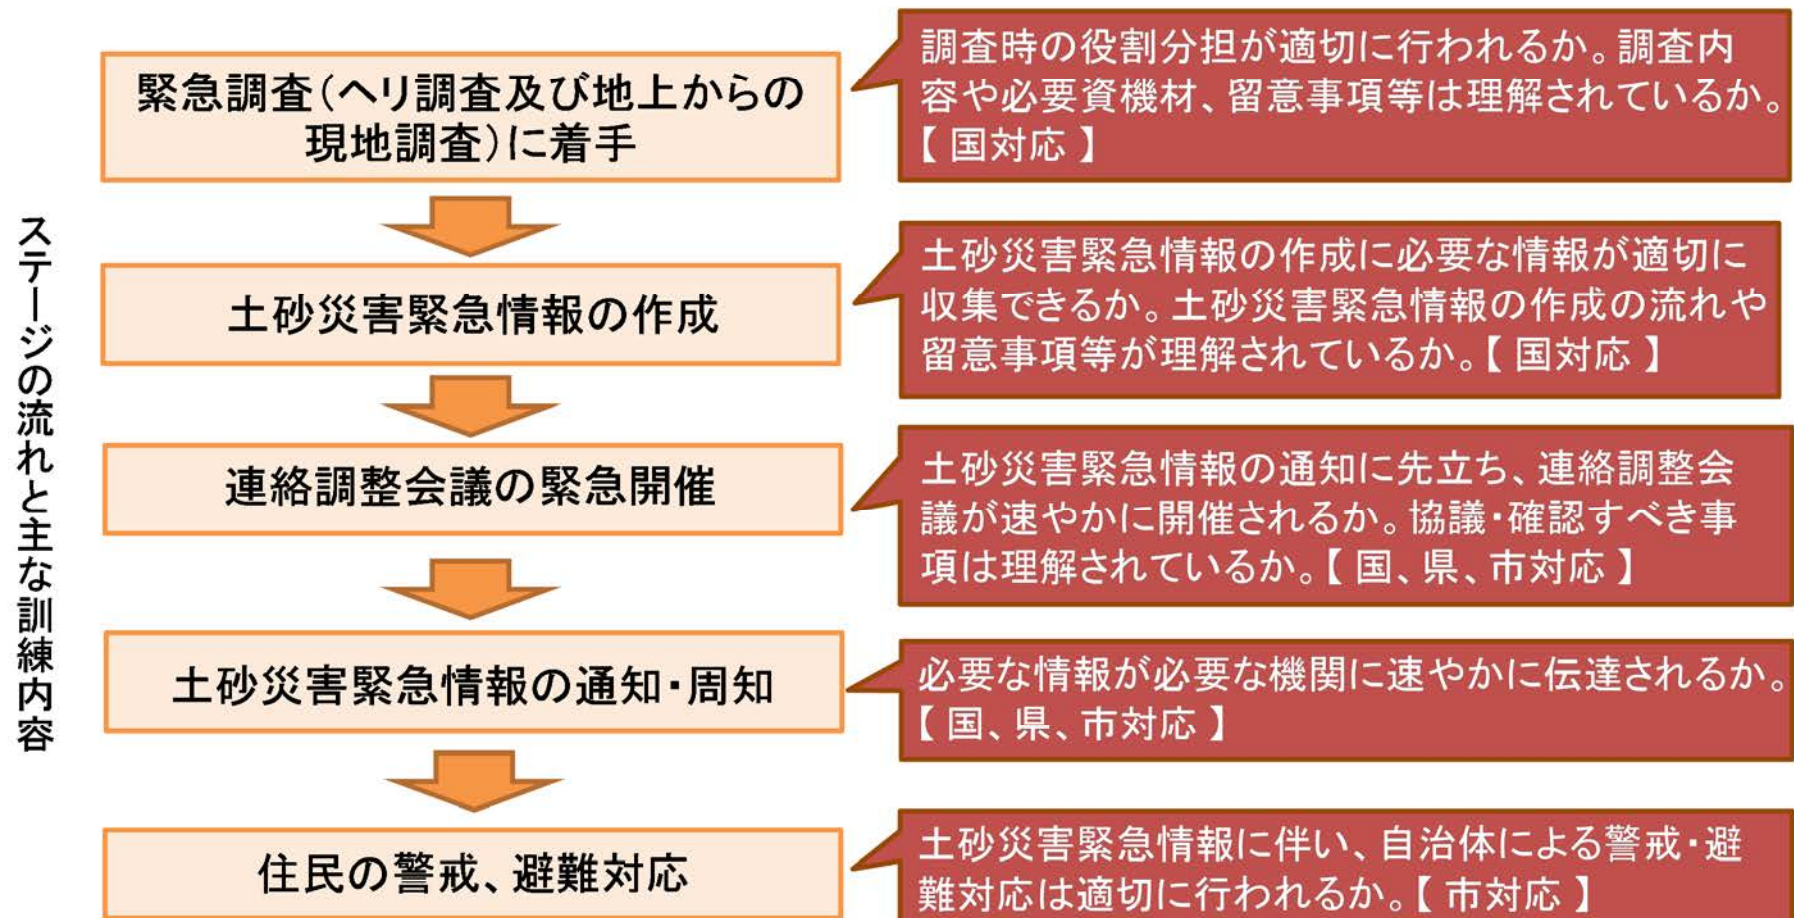 ステージの流れと主な訓練内容
緊急調査(ヘリ調査及び地上からの
現地調査)に着手
調査時の役割分担が適切に行われるか。調査内
容や必要資機材、留意事項等は理解されているか。
【 国対応 】
土砂災害緊急情報の作成
土砂災害緊急情報の作成に必要な情報が適切に
収集できるか。土砂災害緊急情報の作成の流れや
留意事項等が理解されているか。【 国対応 】
連絡調整会議の緊急開催
土砂災害緊急情報の通知に先立ち、連絡調整会
議が速やかに開催されるか。協議・確認すべき事
項は理解されているか。【 国、県、市対応 】
土砂災害緊急情報の通知・周知
必要な情報が必要な機関に速やかに伝達されるか。
【 国、県、市対応 】
住民の警戒、避難対応
土砂災害緊急情報に伴い、自治体による警戒・避
難対応は適切に行われるか。【 市対応 】